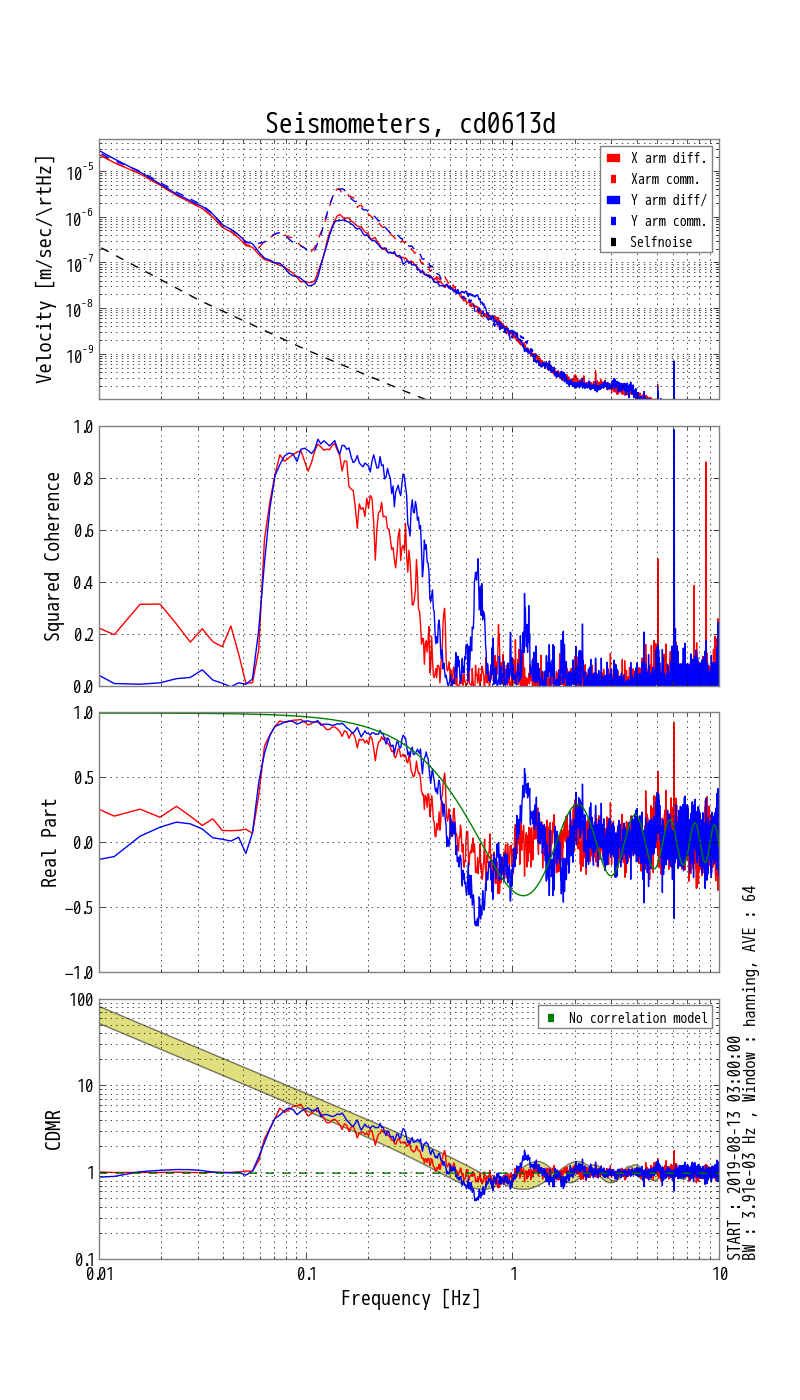 Seismometers, cd0613d
Velocity [m/sec/\rtHz]
10^-5
10^-6
10^-7
10^-8
10^-9
X arm diff.
Xarm comm.
Y arm diff/
Y arm comm.
Selfnoise
Squared Coherence
1.0
0.8
0.6
0.4
0.2
0.0
Real Part
1.0
0.5
0.0
−0.5
−1.0
CDMR
100
10
1
0.1
No correlation model
0.01
0.1
1
10
Frequency [Hz]
START : 2019-08-13 03:00:00
BW : 3.91e-03 Hz , Window : hanning, AVE : 64